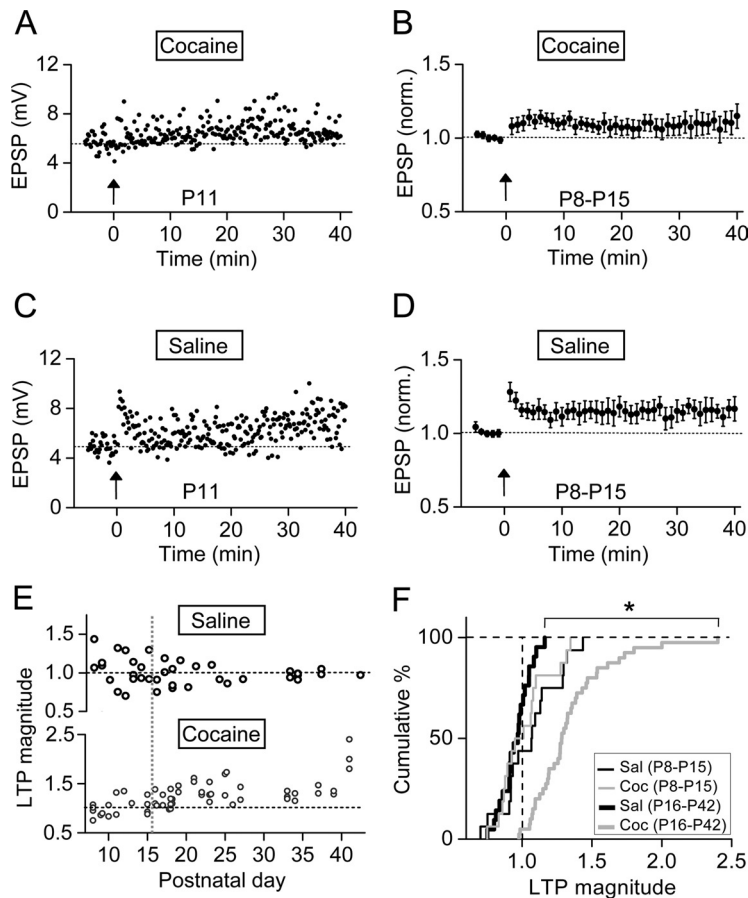 A
Cocaine
EPSP (mV)
12
8
4
0
P11
0 10 20 30 40
Time (min)
B
Cocaine
EPSP (norm.)
1.5
1.0
0.5
P8-P15
0 10 20 30 40
Time (min)
C
Saline
EPSP (mV)
12
8
4
0
P11
0 10 20 30 40
Time (min)
D
Saline
EPSP (norm.)
1.5
1.0
0.5
P8-P15
0 10 20 30 40
Time (min)
E
Saline
LTP magnitude
1.5
1.0
0.5
Cocaine
2.5
1.5
0.5
10 15 20 25 30 35 40
Postnatal day
F
*
Cumulative %
100
50
0
Sal (P8-P15)
Coc (P8-P15)
Sal (P16-P42)
Coc (P16-P42)
1.0 1.5 2.0 2.5
LTP magnitude